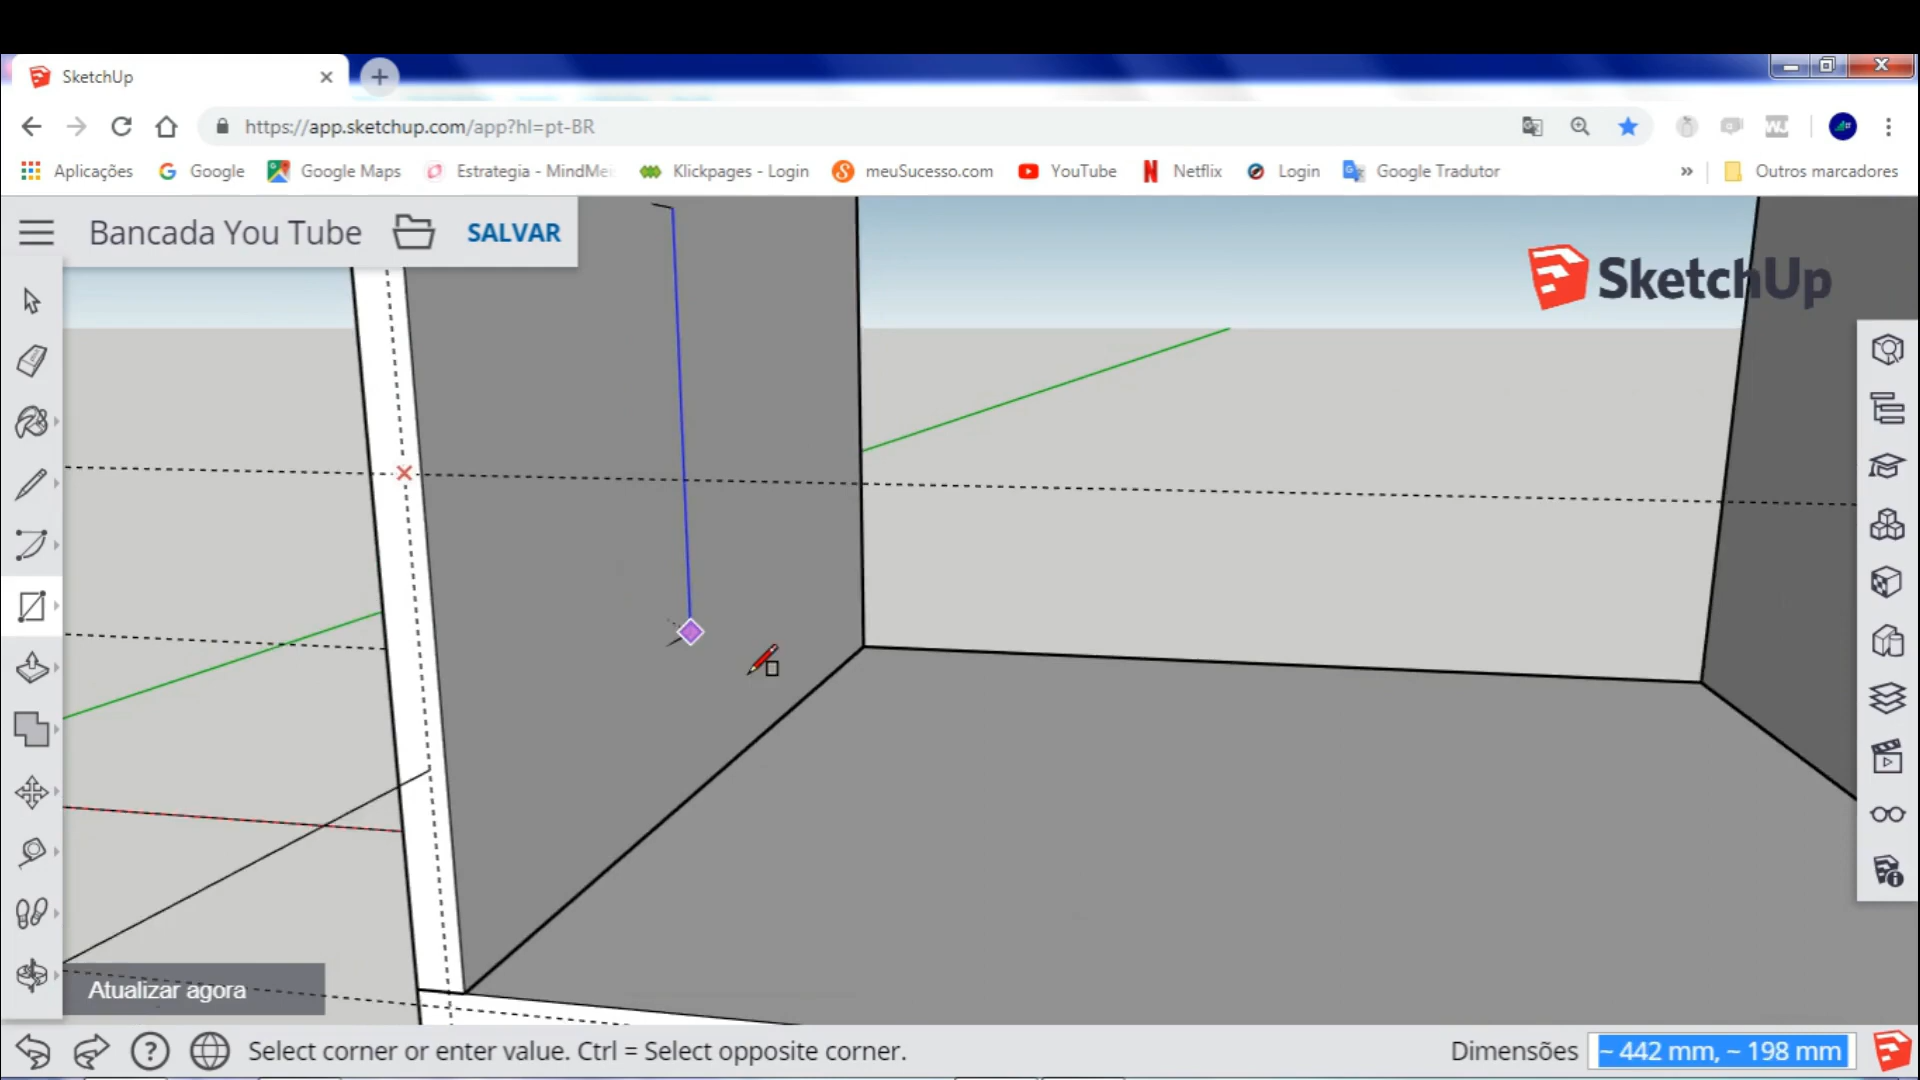 SketchUp
https://app.sketchup.com/app?hl=pt-BR
Aplicações
Google
Google Maps
Estrategia - MindMei
Klickpages - Login
meuSucesso.com
YouTube
Netflix
Login
Google Tradutor
»
Outros marcadores
Bancada You Tube
SALVAR
SketchUp
Atualizar agora
Select corner or enter value. Ctrl = Select opposite corner.
Dimensões
~ 442 mm, ~ 198 mm